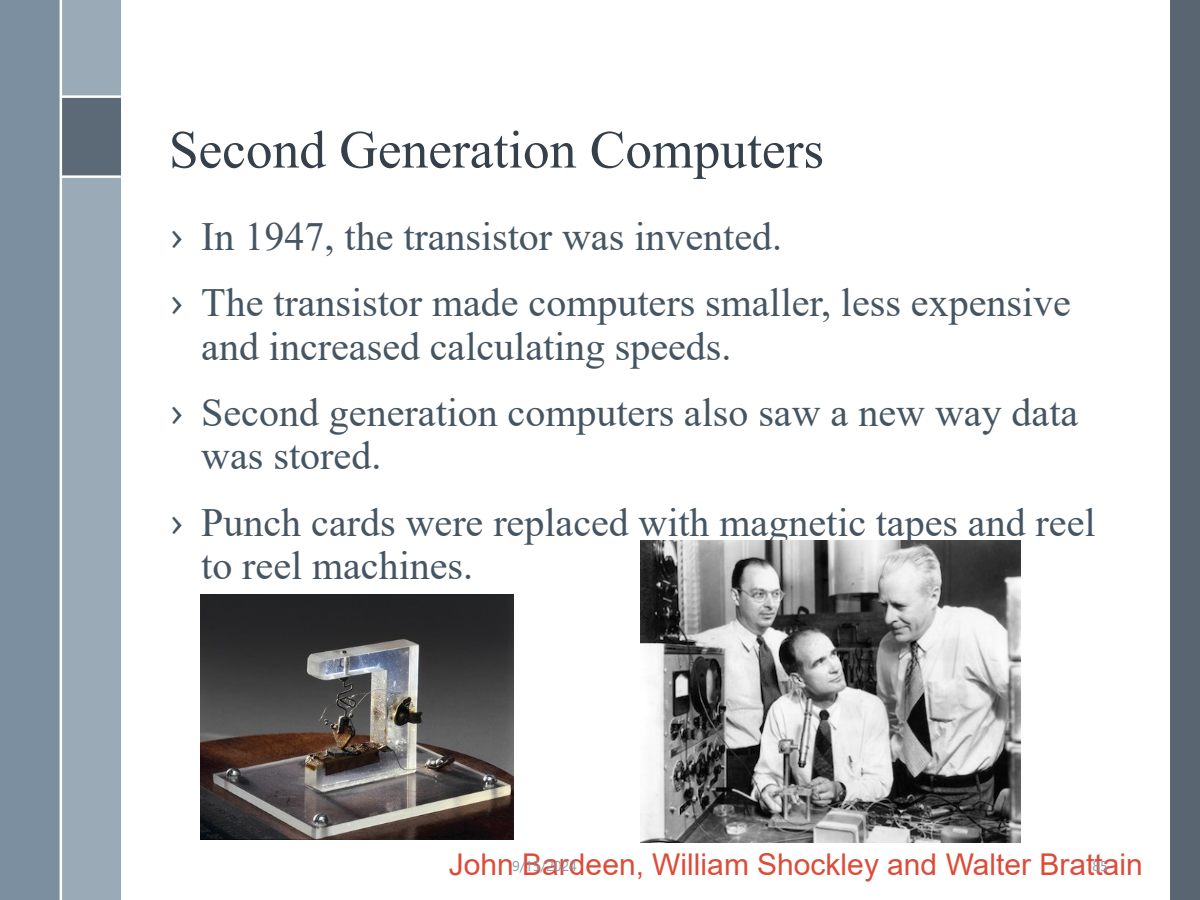 Second Generation Computers
› In 1947, the transistor was invented.
› The transistor made computers smaller, less expensive
and increased calculating speeds.
› Second generation computers also saw a new way data
was stored.
› Punch cards were replaced with magnetic tapes and reel
to reel machines.
John Bardeen, William Shockley and Walter Brattain